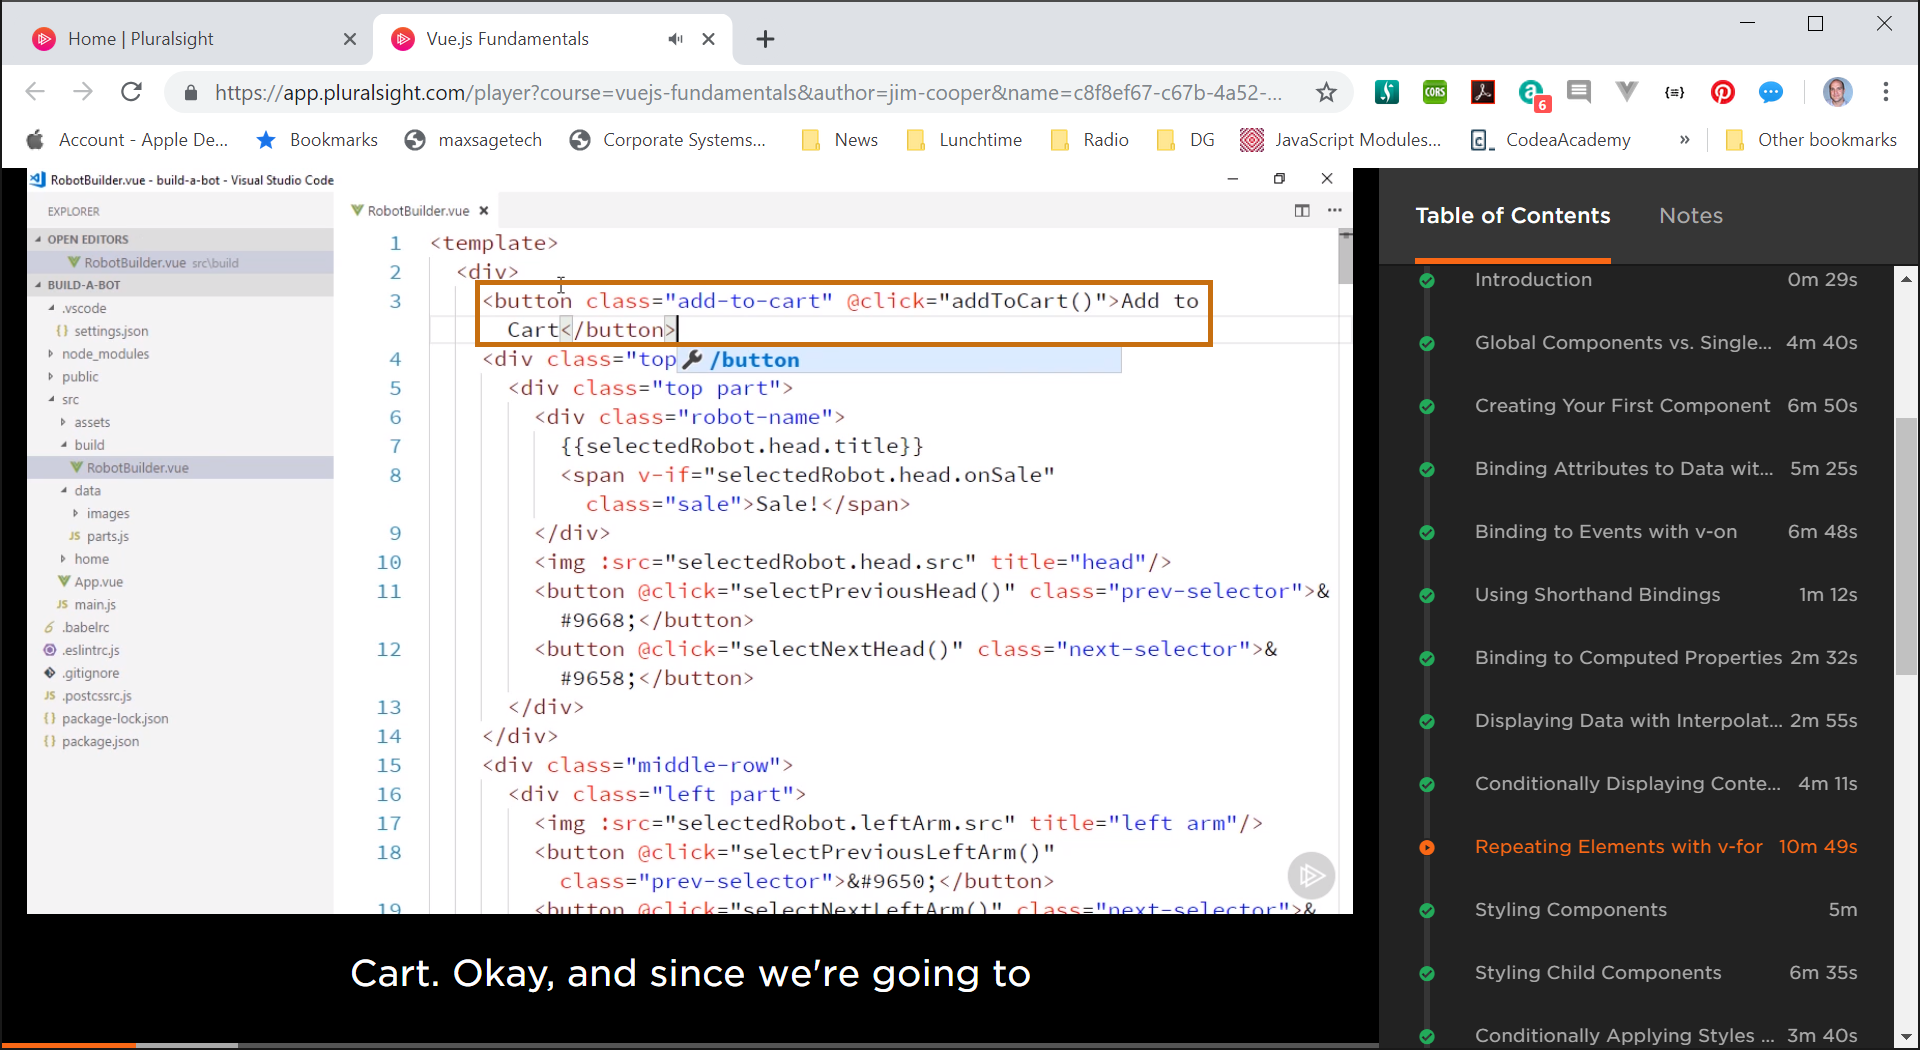 Home | Pluralsight
Vue.js Fundamentals
https://app.pluralsight.com/player?course=vuejs-fundamentals&author=jim-cooper&name=c8f8ef67-c67b-4a52-...
CORS
6
{≡}
Account - Apple De...
Bookmarks
maxsagetech
Corporate Systems...
News
Lunchtime
Radio
DG
JavaScript Modules...
CodeaAcademy
»
Other bookmarks
RobotBuilder.vue - build-a-bot - Visual Studio Code
EXPLORER
OPEN EDITORS
RobotBuilder.vue src\build
BUILD-A-BOT
.vscode
{} settings.json
node_modules
public
src
assets
build
RobotBuilder.vue
data
images
JS parts.js
home
App.vue
JS main.js
.babelrc
.eslintrc.js
.gitignore
JS .postcssrc.js
{} package-lock.json
{} package.json
RobotBuilder.vue
1 <template>
2 <div>
3 <button class="add-to-cart" @click="addToCart()">Add to
Cart</button>
4 <div class="top
/button
5 <div class="top part">
6 <div class="robot-name">
7 {{selectedRobot.head.title}}
8 <span v-if="selectedRobot.head.onSale"
class="sale">Sale!</span>
9 </div>
10 <img :src="selectedRobot.head.src" title="head"/>
11 <button @click="selectPreviousHead()" class="prev-selector">&
#9668;</button>
12 <button @click="selectNextHead()" class="next-selector">&
#9658;</button>
13 </div>
14 </div>
15 <div class="middle-row">
16 <div class="left part">
17 <img :src="selectedRobot.leftArm.src" title="left arm"/>
18 <button @click="selectPreviousLeftArm()"
class="prev-selector">&#9650;</button>
19 <button @click="selectNextLeftArm()" class="next-selector">&
Cart. Okay, and since we're going to
Table of Contents
Notes
Introduction 0m 29s
Global Components vs. Single... 4m 40s
Creating Your First Component 6m 50s
Binding Attributes to Data wit... 5m 25s
Binding to Events with v-on 6m 48s
Using Shorthand Bindings 1m 12s
Binding to Computed Properties 2m 32s
Displaying Data with Interpolat... 2m 55s
Conditionally Displaying Conte... 4m 11s
Repeating Elements with v-for 10m 49s
Styling Components 5m
Styling Child Components 6m 35s
Conditionally Applying Styles ... 3m 40s